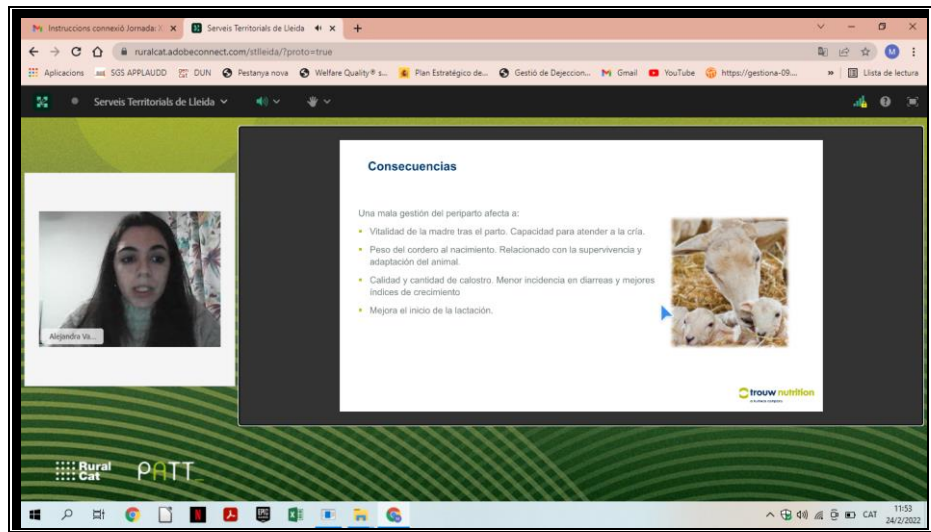 Instruccions connexió Jornada: X
Serveis Territorials de Lleida
ruralcat.adobeconnect.com/stlleida/?proto=true
Aplicacions
SGS APPLAUDO
DUN
Pestanya nova
Welfare Quality® s...
Plan Estratégico de...
Gestió de Dejeccion...
Gmail
YouTube
https://gestiona-09....
»
Llista de lectura
Serveis Territorials de Lleida
Consecuencias
Una mala gestión del periparto afecta a:
Vitalidad de la madre tras el parto. Capacidad para atender a la cría.
Peso del cordero al nacimiento. Relacionado con la supervivencia y
adaptación del animal.
Calidad y cantidad de calostro. Menor incidencia en diarreas y mejores
índices de crecimiento
Mejora el inicio de la lactación.
Alejandra Va...
trouw nutrition
Rural
Cat
PATT_
CAT
11:53
24/2/2022